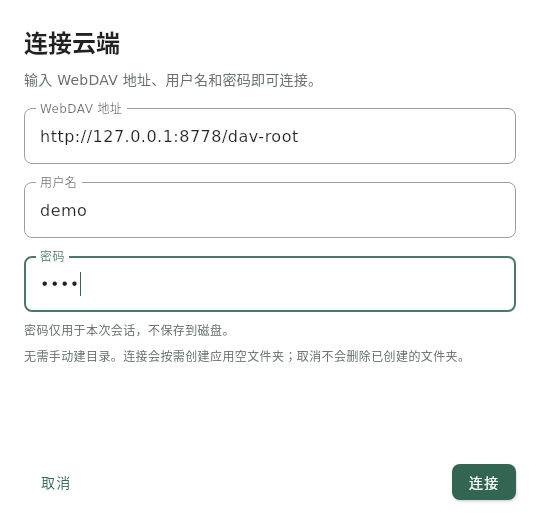 连接云端
输入 WebDAV 地址、用户名和密码即可连接。
WebDAV 地址
http://127.0.0.1:8778/dav-root
用户名
demo
密码
••••
密码仅用于本次会话，不保存到磁盘。
无需手动建目录。连接会按需创建应用空文件夹；取消不会删除已创建的文件夹。
取消
连接